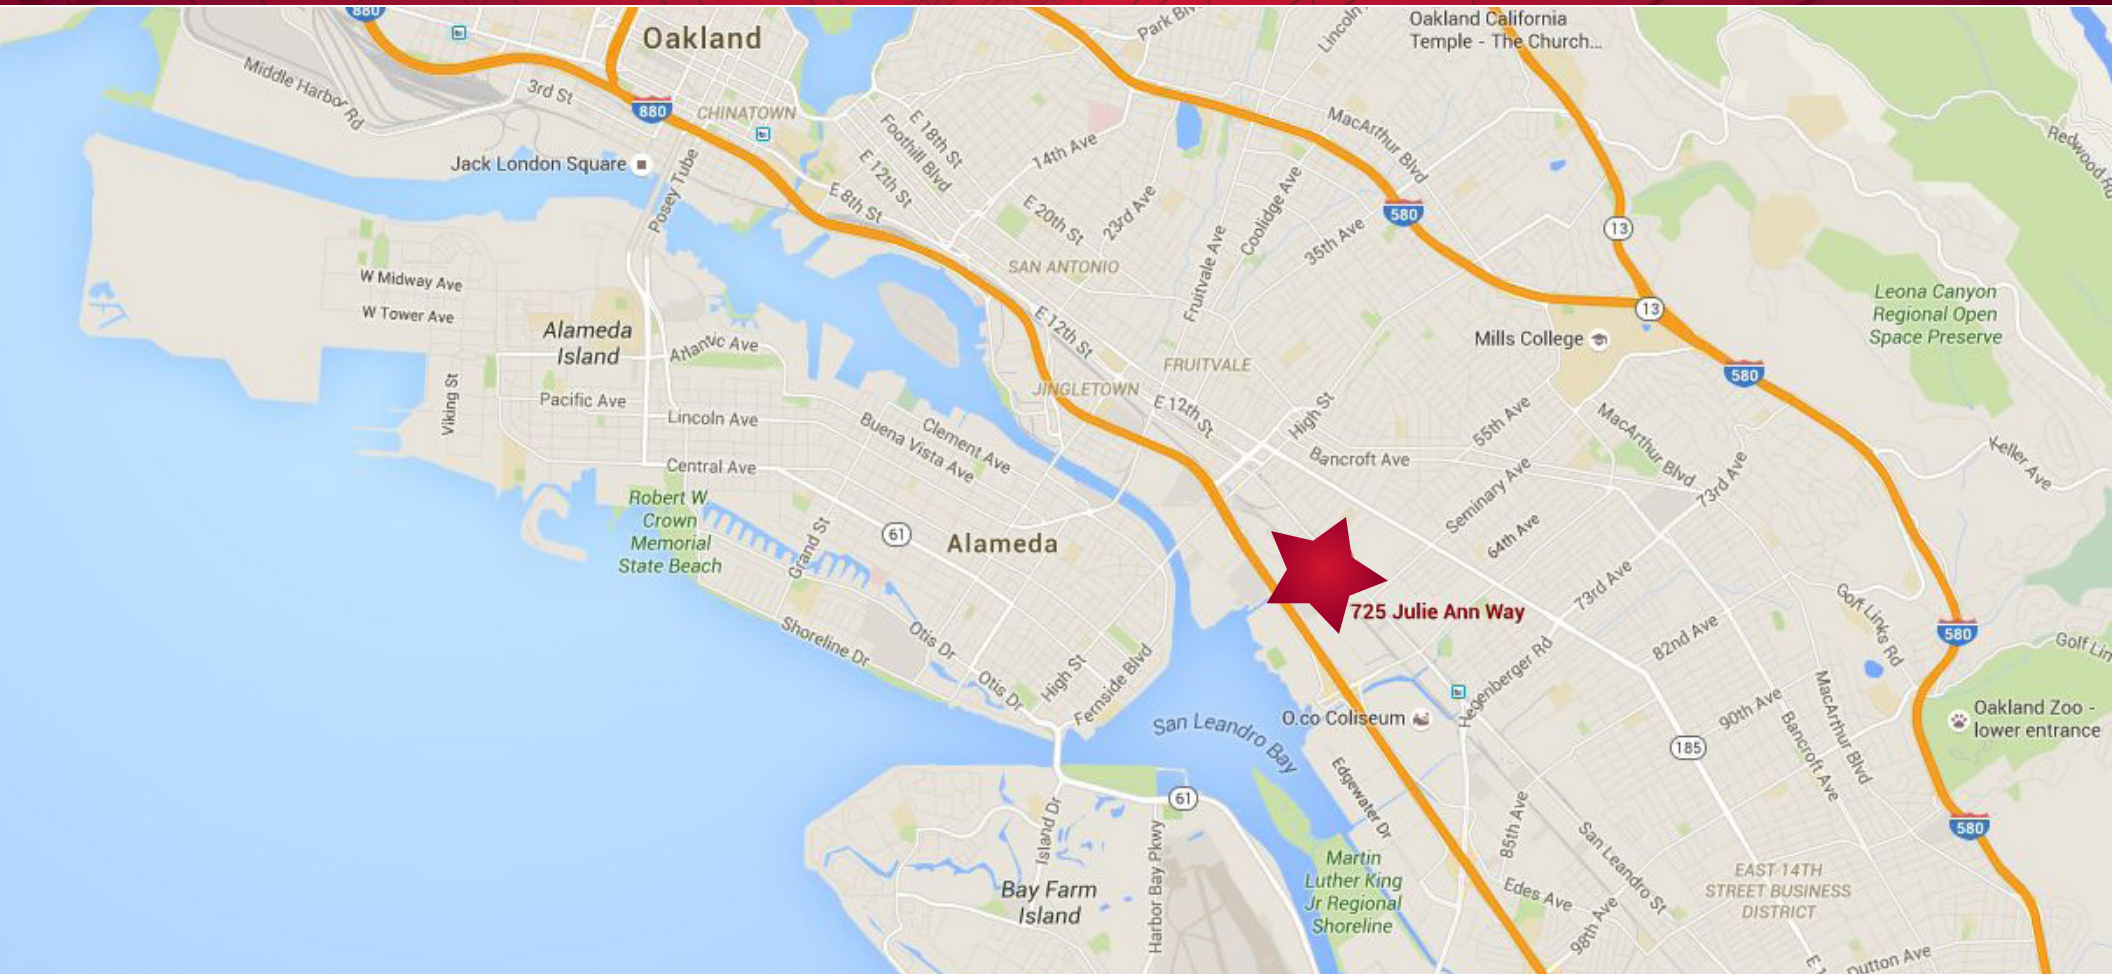 880
Oakland
Park Blv
Lincoln
Oakland California
Temple - The Church...
Middle Harbor Rd
3rd St
880
CHINATOWN
E 18th St
Foothill Blvd
E 12th St
14th Ave
MacArthur Blvd
Redwood Rd
Jack London Square
Posey Tube
E 8th St
E 20th St
23rd Ave
Coolidge Ave
35th Ave
580
13
Fruitvale Ave
SAN ANTONIO
W Midway Ave
W Tower Ave
Alameda
Island
Atlantic Ave
E 12th St
13
Leona Canyon
Regional Open
Space Preserve
Mills College
FRUITVALE
580
Viking St
Pacific Ave
Lincoln Ave
JINGLETOWN
E 12th St
High St
55th Ave
MacArthur Blvd
Buena Vista Ave
Clement Ave
Bancroft Ave
Keller Ave
Central Ave
Seminary Ave
73rd Ave
Robert W.
Crown
Memorial
State Beach
Grand St
61
Alameda
64th Ave
73rd Ave
725 Julie Ann Way
Golf Links Rd
580
Golf Lin
Shoreline Dr
Otis Dr
Otis Dr
High St
Fernside Blvd
82nd Ave
Hegenberger Rd
San Leandro Bay
O.co Coliseum
90th Ave
MacArthur Blvd
Bancroft Ave
Oakland Zoo -
lower entrance
185
61
Edgewater Dr
Island Dr
Harbor Bay Pkwy
85th Ave
San Leandro St
580
Martin
Luther King
Jr Regional
Shoreline
Bay Farm
Island
Edes Ave
98th Ave
EAST 14TH
STREET BUSINESS
DISTRICT
E 1
Dutton Ave